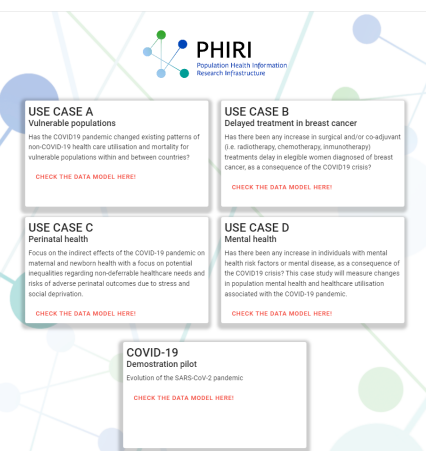 PHIRI
Population Health Information
Research Infrastructure
USE CASE A
Vulnerable populations
Has the COVID19 pandemic changed existing patterns of
non-COVID-19 health care utilisation and mortality for
vulnerable populations within and between countries?
CHECK THE DATA MODEL HERE!
USE CASE B
Delayed treatment in breast cancer
Has there been any increase in surgical and/or co-adjuvant
(i.e. radiotherapy, chemotherapy, inmunotherapy)
treatments delay in elegible women diagnosed of breast
cancer, as a consequence of the COVID19 crisis?
CHECK THE DATA MODEL HERE!
USE CASE C
Perinatal health
Focus on the indirect effects of the COVID-19 pandemic on
maternal and newborn health with a focus on potential
inequalities regarding non-deferrable healthcare needs and
risks of adverse perinatal outcomes due to stress and
social deprivation.
CHECK THE DATA MODEL HERE!
USE CASE D
Mental health
Has there been any increase in individuals with mental
health risk factors or mental disease, as a consequence of
the COVID19 crisis? This case study will measure changes
in population mental health and healthcare utilisation
associated with the COVID-19 pandemic.
CHECK THE DATA MODEL HERE!
COVID-19
Demostration pilot
Evolution of the SARS-CoV-2 pandemic
CHECK THE DATA MODEL HERE!